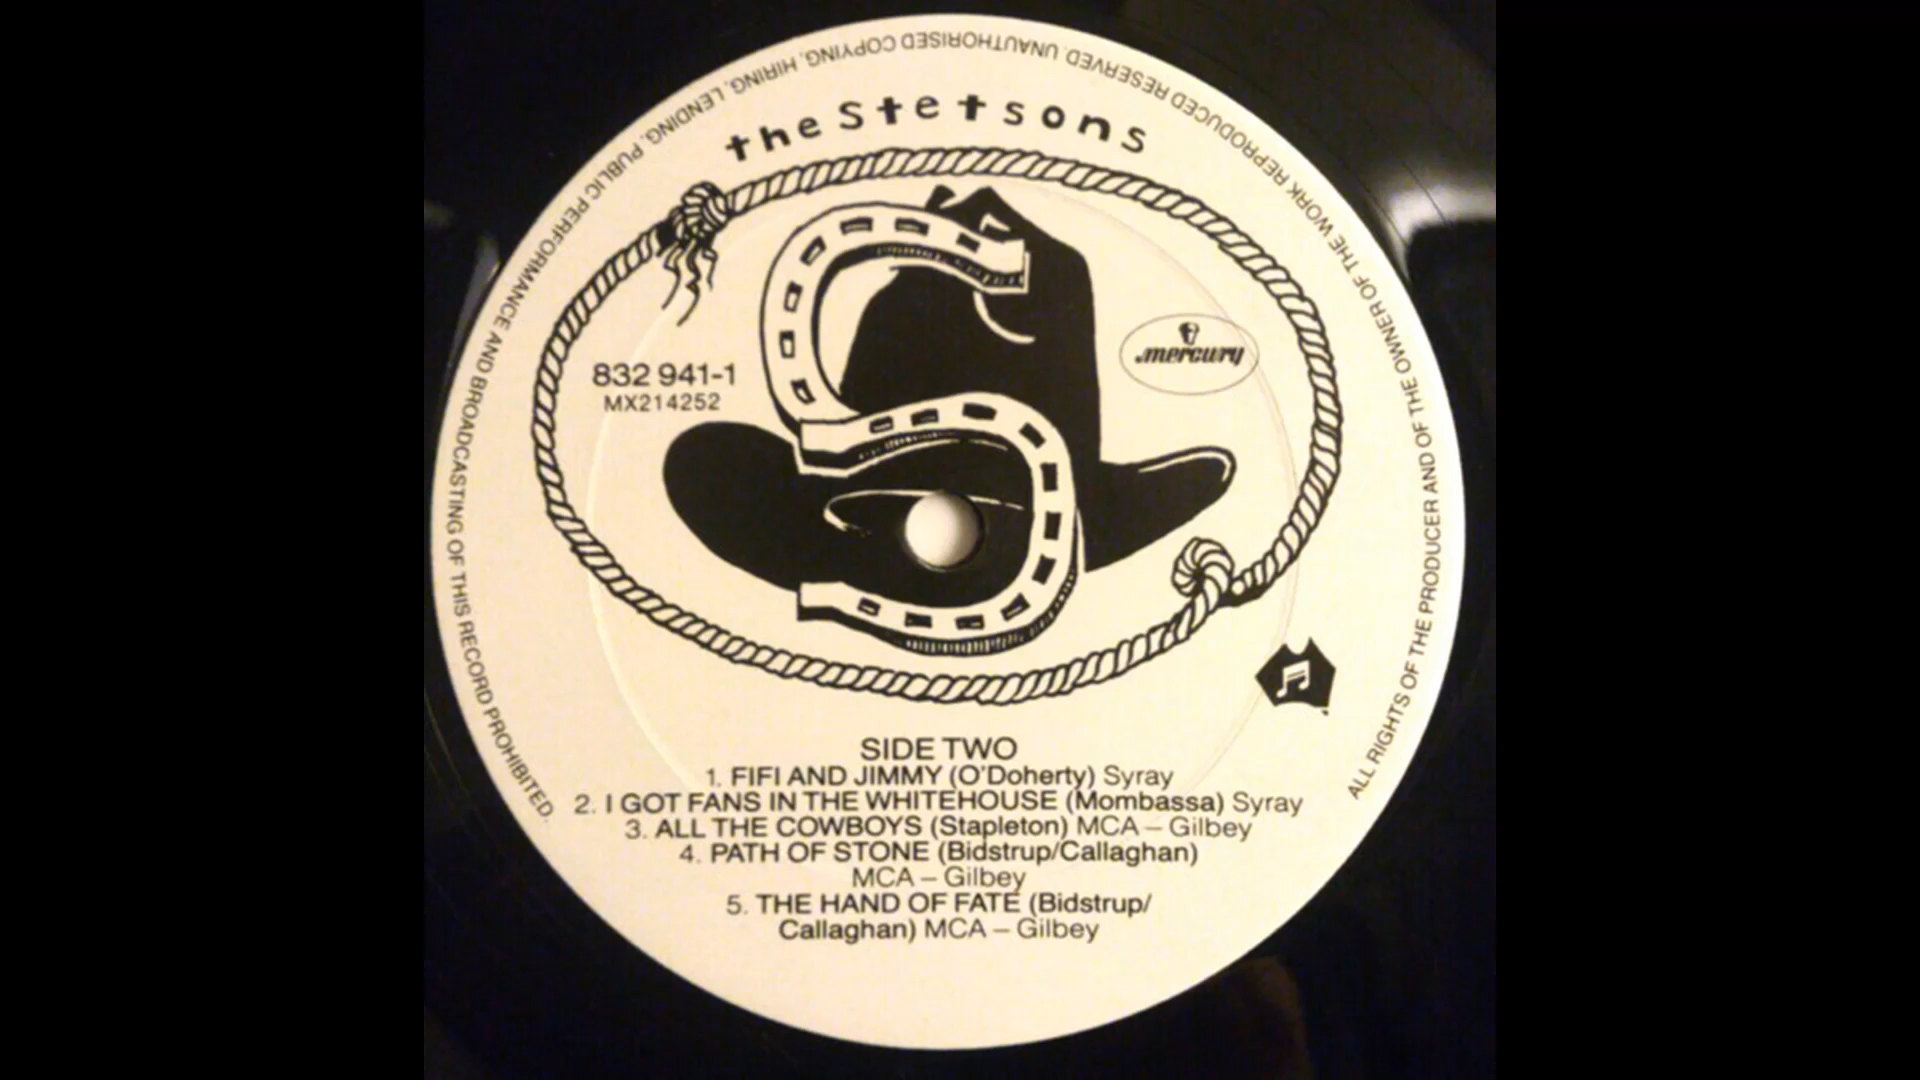 the Stetsons
832 941-1
MX214252
mercury
SIDE TWO
1. FIFI AND JIMMY (O'Doherty) Syray
2. I GOT FANS IN THE WHITEHOUSE (Mombassa) Syray
3. ALL THE COWBOYS (Stapleton) MCA – Gilbey
4. PATH OF STONE (Bidstrup/Callaghan)
MCA – Gilbey
5. THE HAND OF FATE (Bidstrup/
Callaghan) MCA – Gilbey
ALL RIGHTS OF THE PRODUCER AND OF THE OWNER OF THE WORK REPRODUCED RESERVED. UNAUTHORISED COPYING, HIRING, LENDING, PUBLIC PERFORMANCE AND BROADCASTING OF THIS RECORD PROHIBITED.